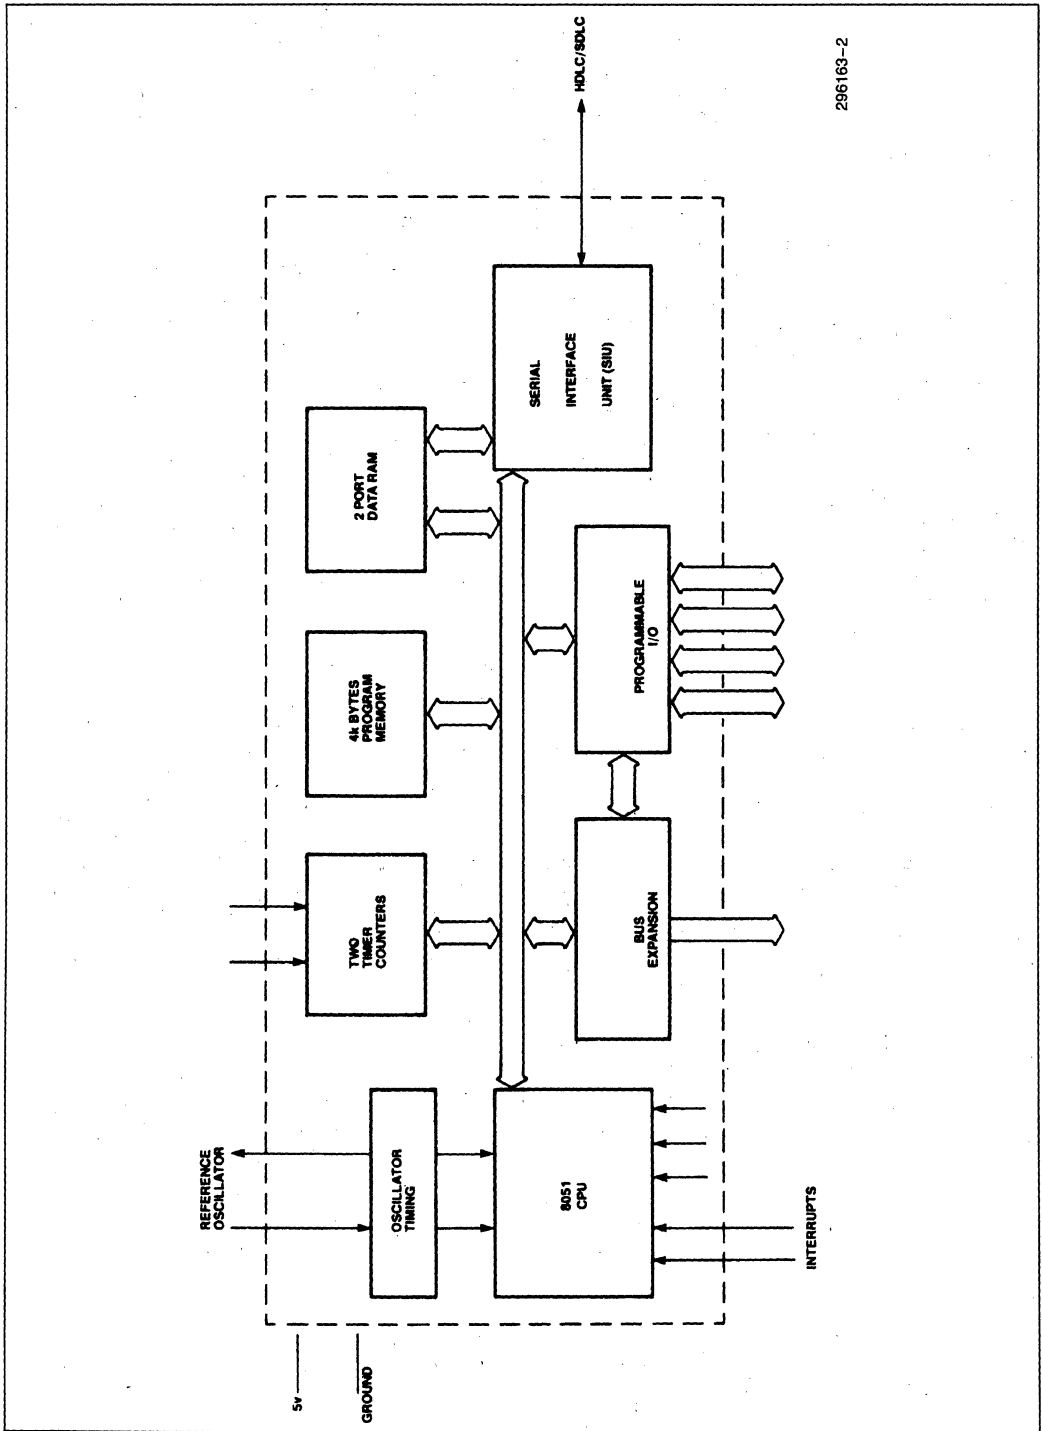 REFERENCE
OSCILLATOR
5v
GROUND
OSCILLATOR
TIMING
TWO
TIMER
COUNTERS
4k BYTES
PROGRAM
MEMORY
2 PORT
DATA RAM
8051
CPU
SERIAL
INTERFACE
UNIT (SIU)
HDLC/SDLC
BUS
EXPANSION
PROGRAMMABLE
I/O
INTERRUPTS
296163-2